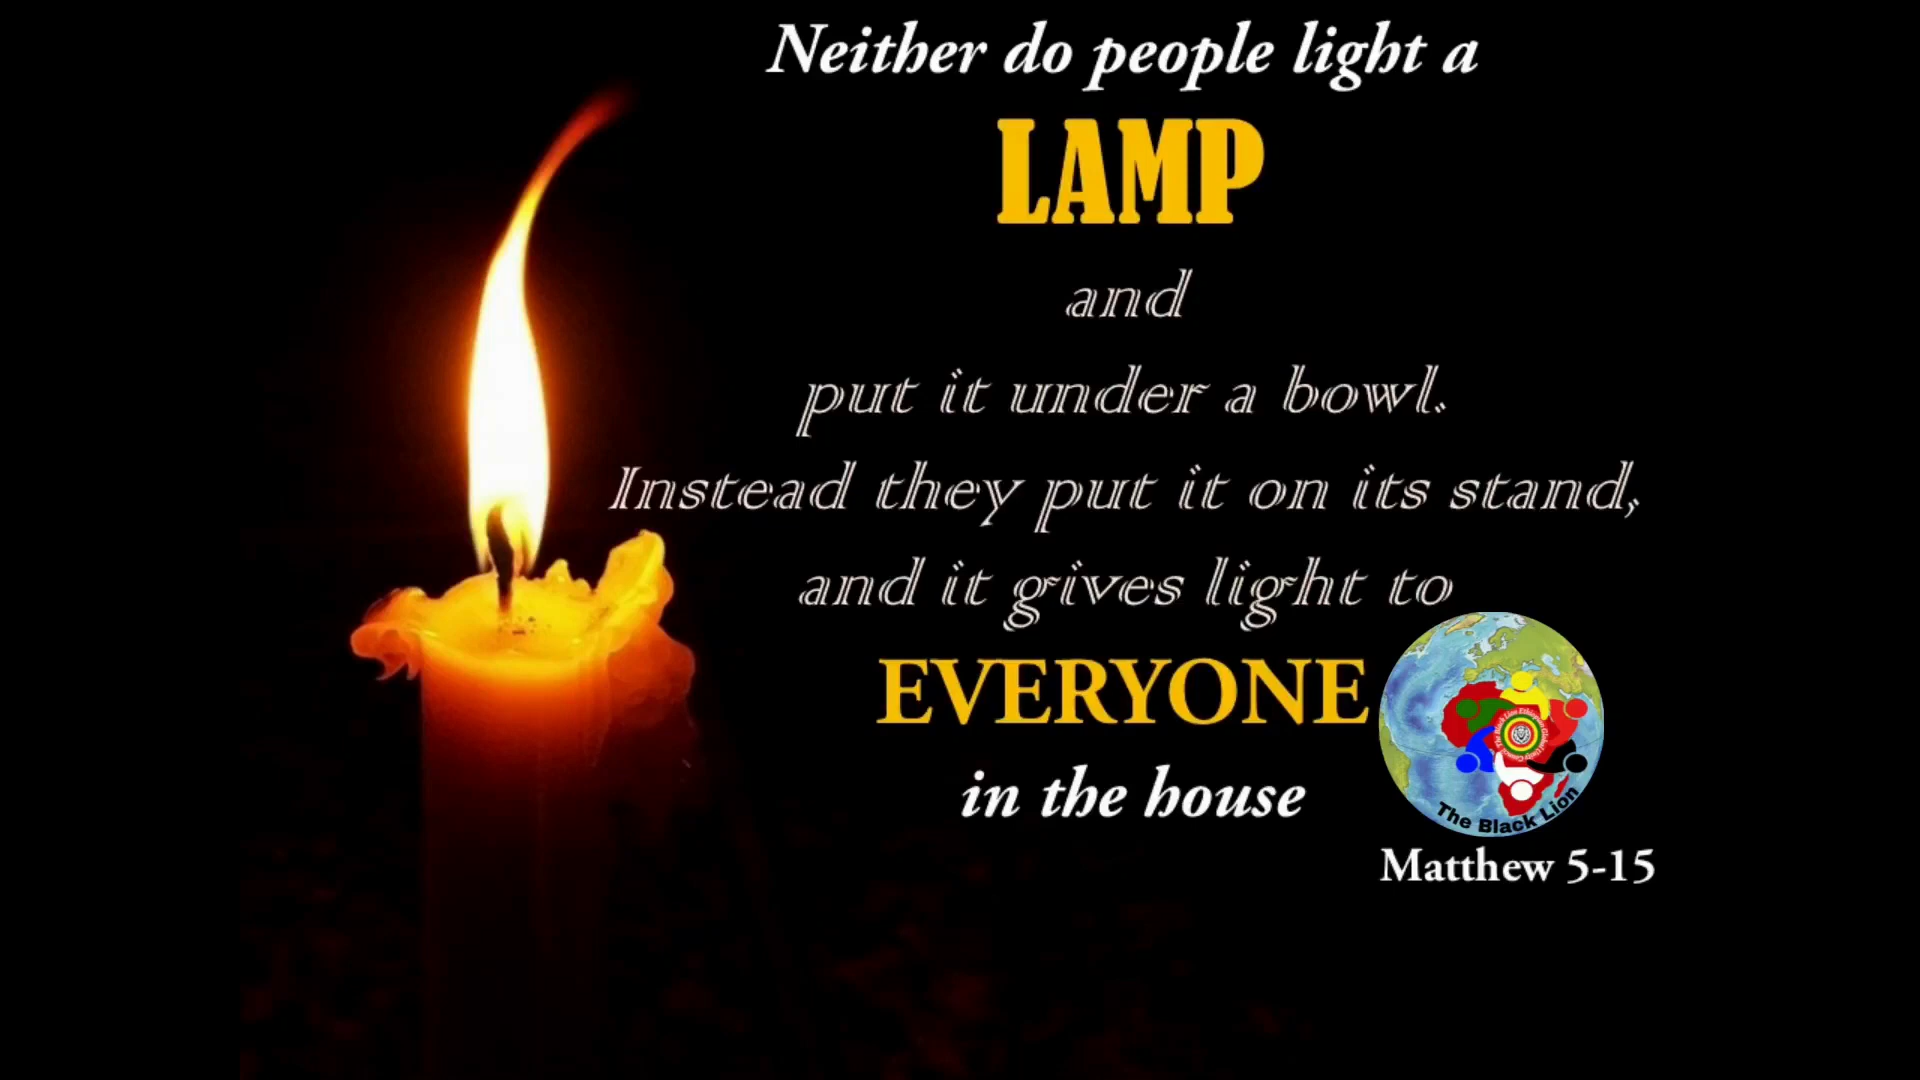 Neither do people light a
LAMP
and
put it under a bowl.
Instead they put it on its stand,
and it gives light to
EVERYONE
in the house
The Black Lion
Matthew 5-15